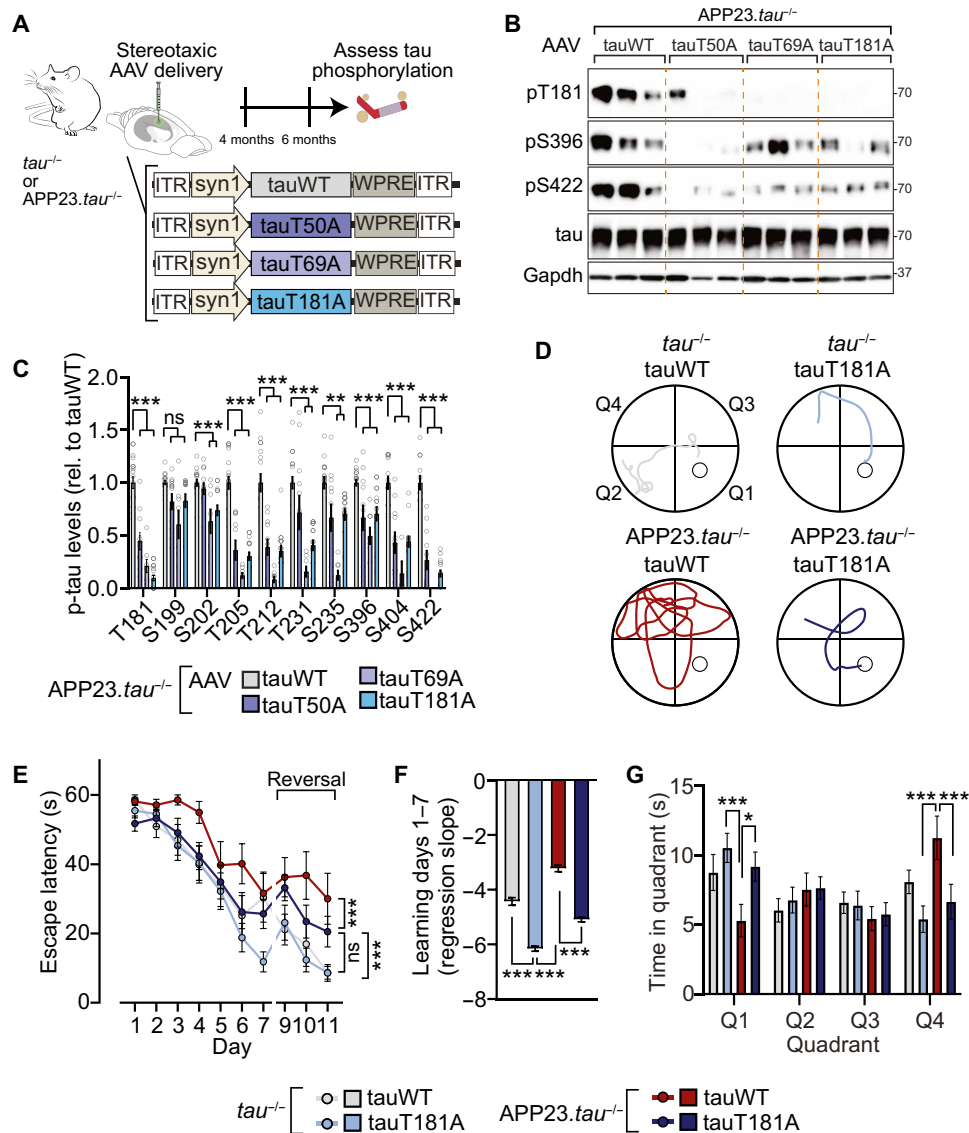 A
Stereotaxic
AAV delivery
Assess tau
phosphorylation
4 months
6 months
tau–/–
or
APP23.tau–/–
ITR syn1 tauWT WPRE ITR
ITR syn1 tauT50A WPRE ITR
ITR syn1 tauT69A WPRE ITR
ITR syn1 tauT181A WPRE ITR
B
APP23.tau–/–
AAV tauWT tauT50A tauT69A tauT181A
pT181 -70
pS396 -70
pS422 -70
tau -70
Gapdh -37
C
p-tau levels (rel. to tauWT)
2.0
1.5
1.0
0.5
0.0
*** ns *** *** *** *** ** *** *** ***
T181 S199 S202 T205 T212 T231 S235 S396 S404 S422
APP23.tau–/– AAV
tauWT tauT69A
tauT50A tauT181A
D
tau–/–
tauWT
tau–/–
tauT181A
Q4 Q3
Q2 Q1
APP23.tau–/–
tauWT
APP23.tau–/–
tauT181A
E
Escape latency (s)
60
40
20
0
Reversal
***
ns
***
1 2 3 4 5 6 7 9 10 11
Day
F
Learning days 1–7
(regression slope)
0
−2
−4
−6
−8
***
*** ***
G
Time in quadrant (s)
15
10
5
0
*** *** ***
*
Q1 Q2 Q3 Q4
Quadrant
tau–/– tauWT
tauT181A
APP23.tau–/– tauWT
tauT181A